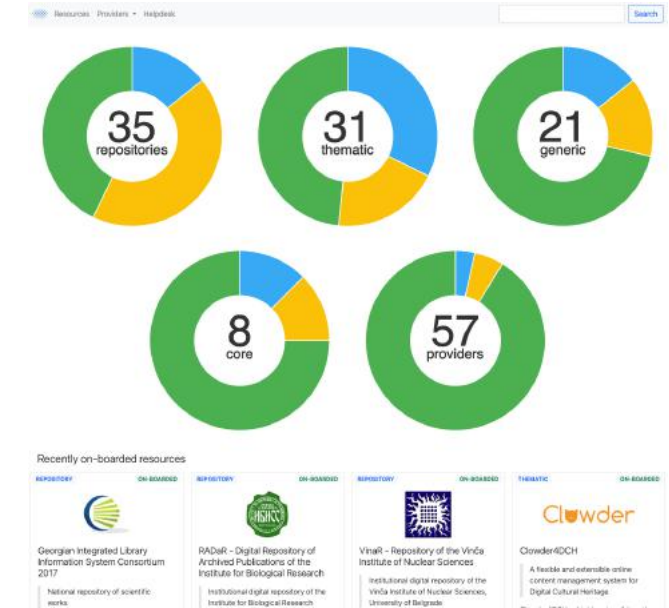 Resources Providers Helpdesk Search
35
repositories
31
thematic
21
generic
8
core
57
providers
Recently on-boarded resources
REPOSITORY ON-BOARDED
Georgian Integrated Library
Information System Consortium
2017
National repository of scientific
works
REPOSITORY ON-BOARDED
RADaR - Digital Repository of
Archived Publications of the
Institute for Biological Research
Institutional digital repository of the
Institute for Biological Research
REPOSITORY ON-BOARDED
VinaR - Repository of the Vinča
Institute of Nuclear Sciences
Institutional digital repository of the
Vinča Institute of Nuclear Sciences,
University of Belgrade
THEMATIC ON-BOARDED
Clowder
Clowder4DCH
A flexible and extensible online
content management system for
Digital Cultural Heritage